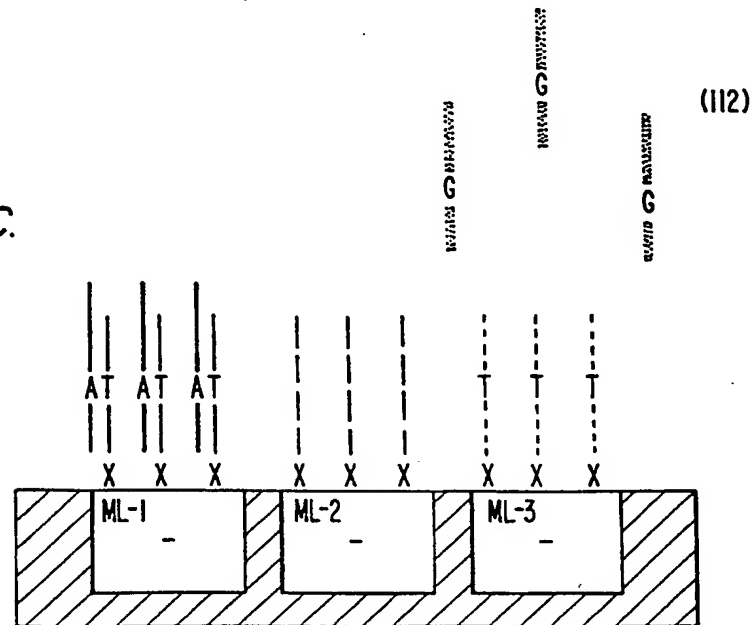 G
(112)
G
G
A T A T A T T T T
X X X X X X X X X
ML-1 ML-2 ML-3
- - -